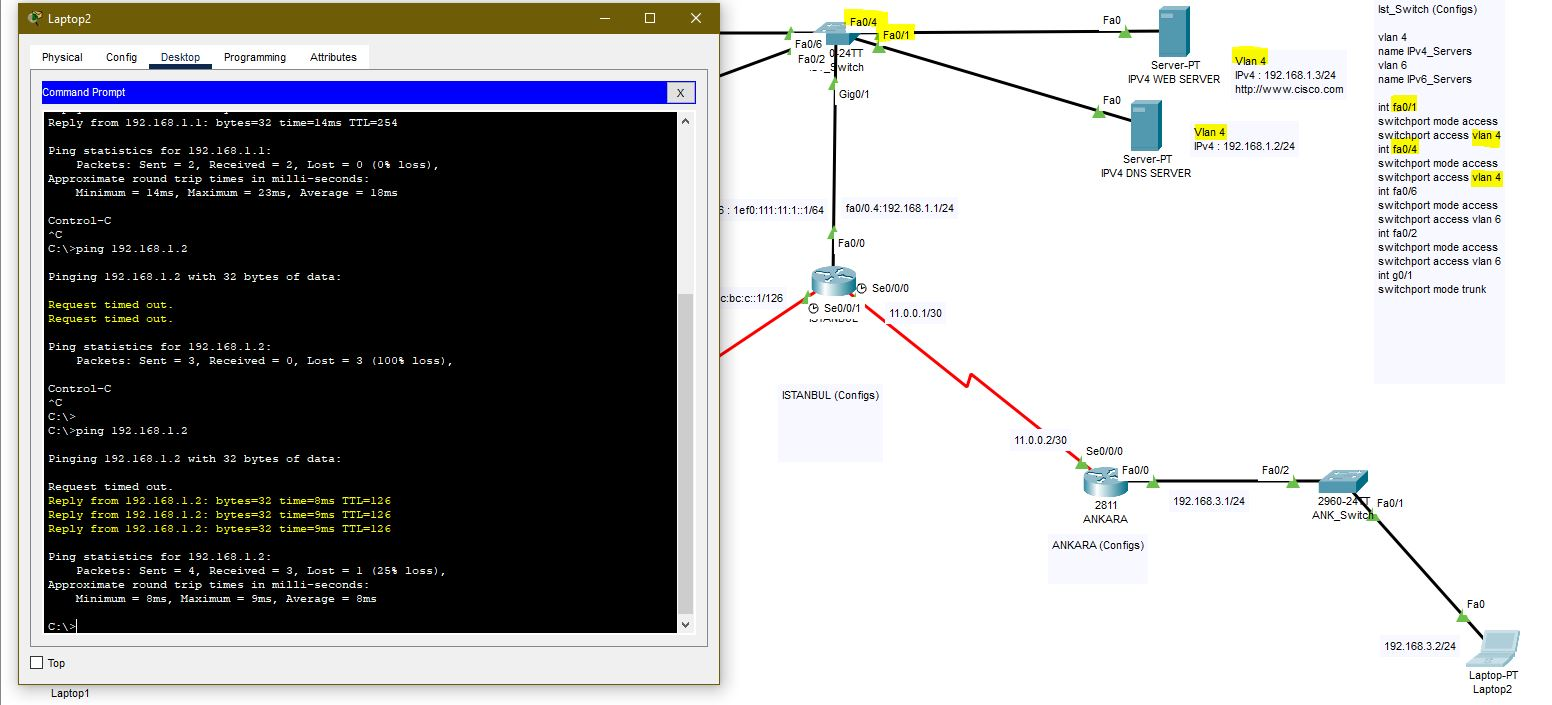 Laptop2
Physical Config Desktop Programming Attributes
Command Prompt
X
Reply from 192.168.1.1: bytes=32 time=14ms TTL=254
Ping statistics for 192.168.1.1:
Packets: Sent = 2, Received = 2, Lost = 0 (0% loss),
Approximate round trip times in milli-seconds:
Minimum = 14ms, Maximum = 23ms, Average = 18ms
Control-C
^C
C:\>ping 192.168.1.2
Pinging 192.168.1.2 with 32 bytes of data:
Request timed out.
Request timed out.
Ping statistics for 192.168.1.2:
Packets: Sent = 3, Received = 0, Lost = 3 (100% loss),
Control-C
^C
C:\>
C:\>ping 192.168.1.2
Pinging 192.168.1.2 with 32 bytes of data:
Request timed out.
Reply from 192.168.1.2: bytes=32 time=8ms TTL=126
Reply from 192.168.1.2: bytes=32 time=9ms TTL=126
Reply from 192.168.1.2: bytes=32 time=9ms TTL=126
Ping statistics for 192.168.1.2:
Packets: Sent = 4, Received = 3, Lost = 1 (25% loss),
Approximate round trip times in milli-seconds:
Minimum = 8ms, Maximum = 9ms, Average = 8ms
C:\>
Top
Laptop1
Fa0/4
Fa0/1
Fa0/6
Fa0/2
0-24TT
Switch
Gig0/1
Fa0
Server-PT
IPV4 WEB SERVER
Vlan 4
IPv4 : 192.168.1.3/24
http://www.cisco.com
Fa0
Server-PT
IPV4 DNS SERVER
Vlan 4
IPv4 : 192.168.1.2/24
6 : 1ef0:111:11:1::1/64
fa0/0.4:192.168.1.1/24
Fa0/0
c:bc:c::1/126
Se0/0/0
Se0/0/1
ISTANBUL
11.0.0.1/30
ISTANBUL (Configs)
11.0.0.2/30
Se0/0/0
Fa0/0
2811
ANKARA
ANKARA (Configs)
192.168.3.1/24
Fa0/2
2960-24TT
ANK_Switch
Fa0/1
Fa0
192.168.3.2/24
Laptop-PT
Laptop2
Ist_Switch (Configs)
vlan 4
name IPv4_Servers
vlan 6
name IPv6_Servers
int fa0/1
switchport mode access
switchport access vlan 4
int fa0/4
switchport mode access
switchport access vlan 4
int fa0/6
switchport mode access
switchport access vlan 6
int fa0/2
switchport mode access
switchport access vlan 6
int g0/1
switchport mode trunk